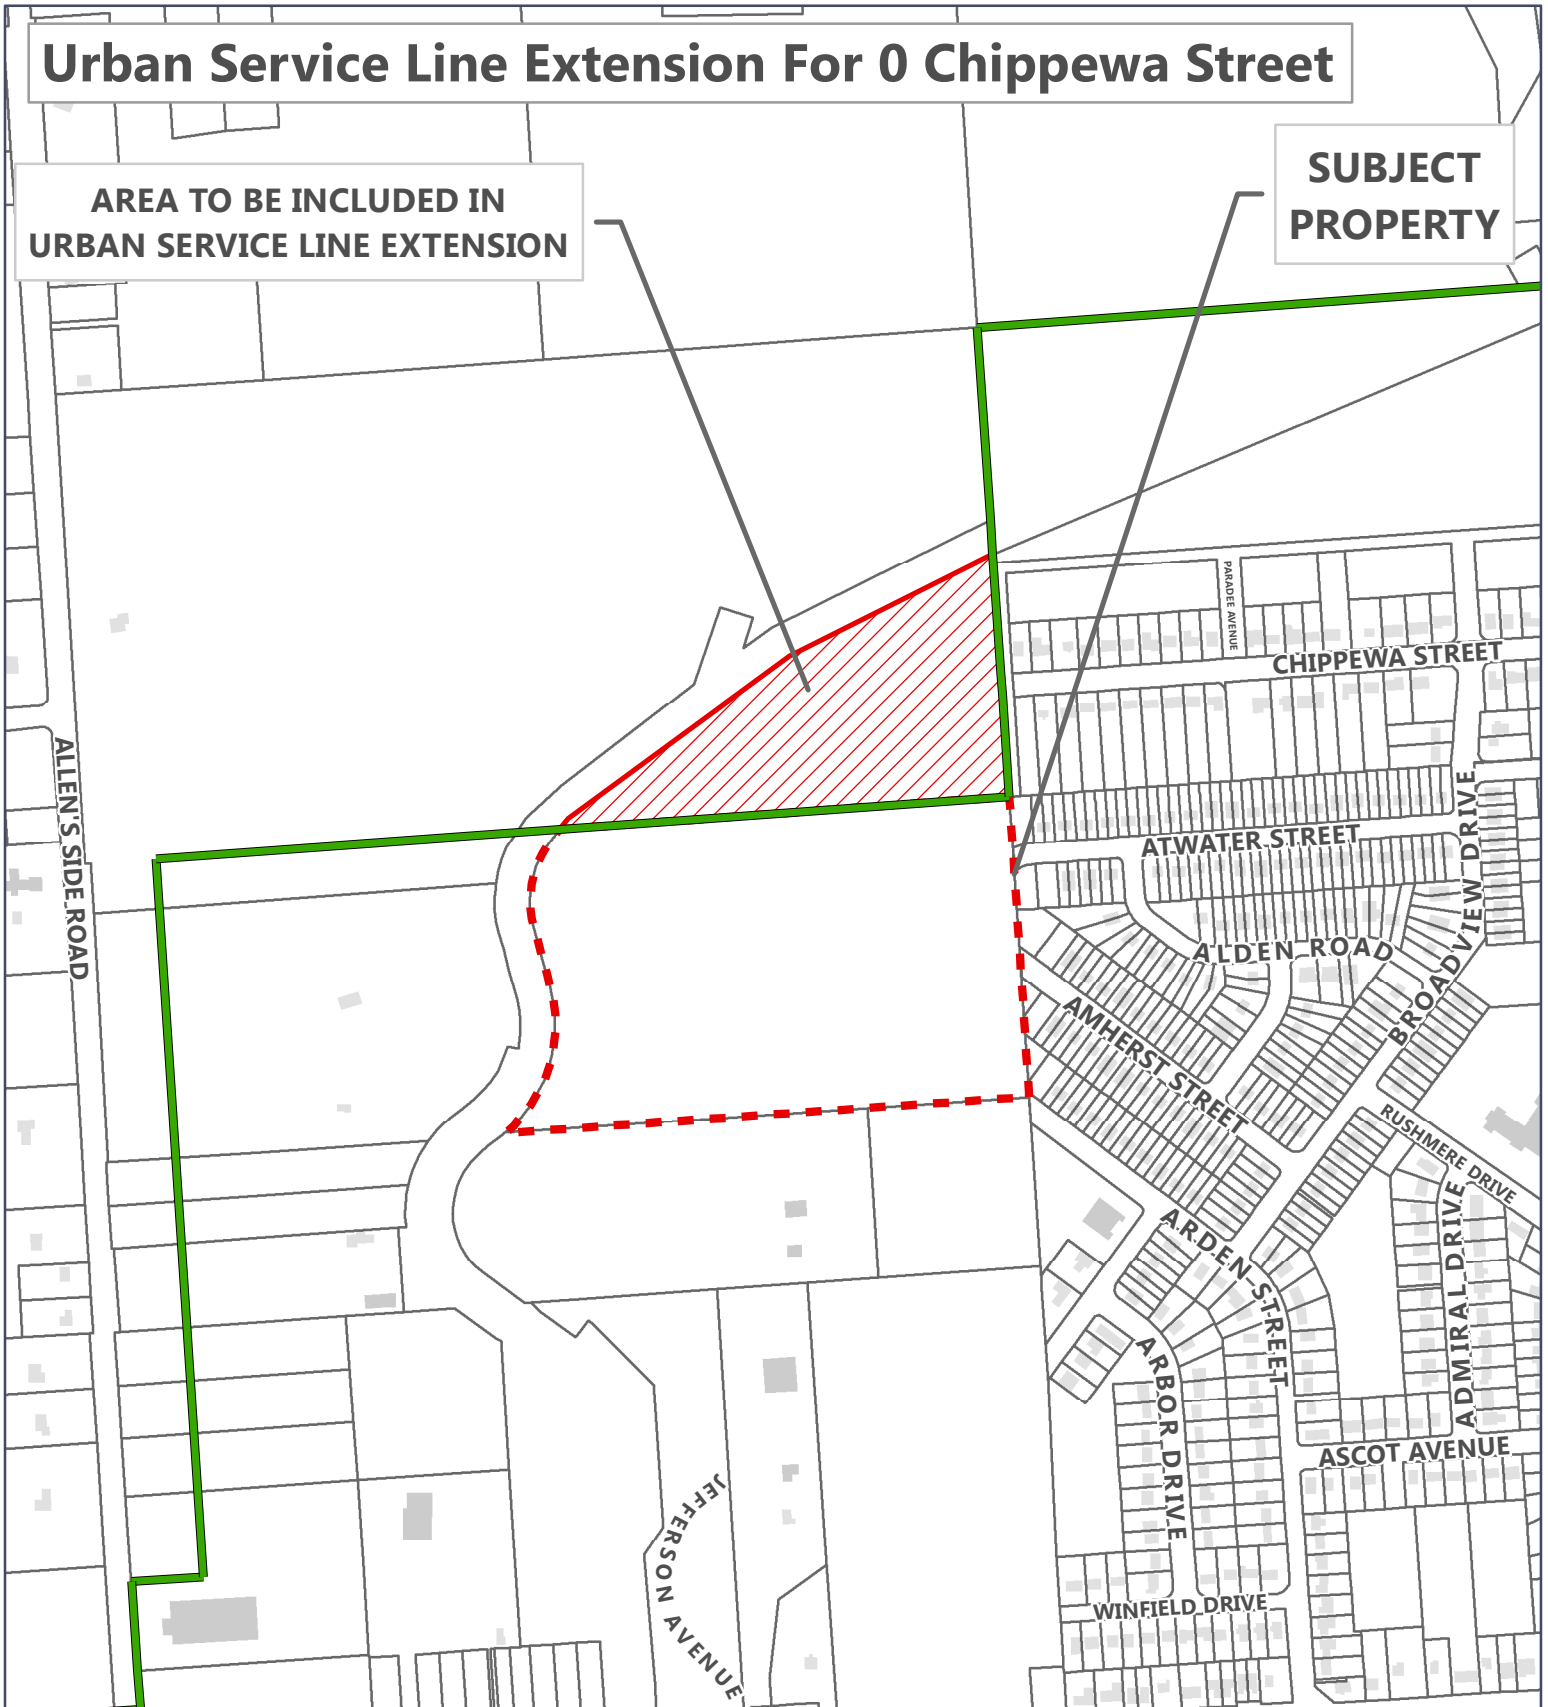 Urban Service Line Extension For 0 Chippewa Street
AREA TO BE INCLUDED IN
URBAN SERVICE LINE EXTENSION
SUBJECT
PROPERTY
PARADEE AVENUE
CHIPPEWA STREET
ALLEN'S SIDE ROAD
ATWATER STREET
BROADVIEW DRIVE
ALDEN ROAD
AMHERST STREET
RUSHMERE DRIVE
ARDEN STREET
ADMIRAL DRIVE
ARBOR DRIVE
ASCOT AVENUE
JEFFERSON AVENUE
WINFIELD DRIVE